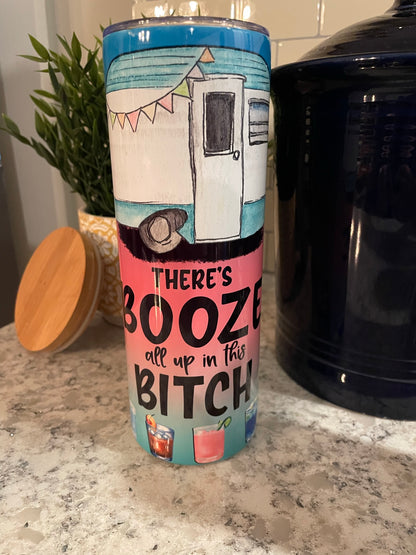 THERE'S
BOOZE
all up in this
BITCH